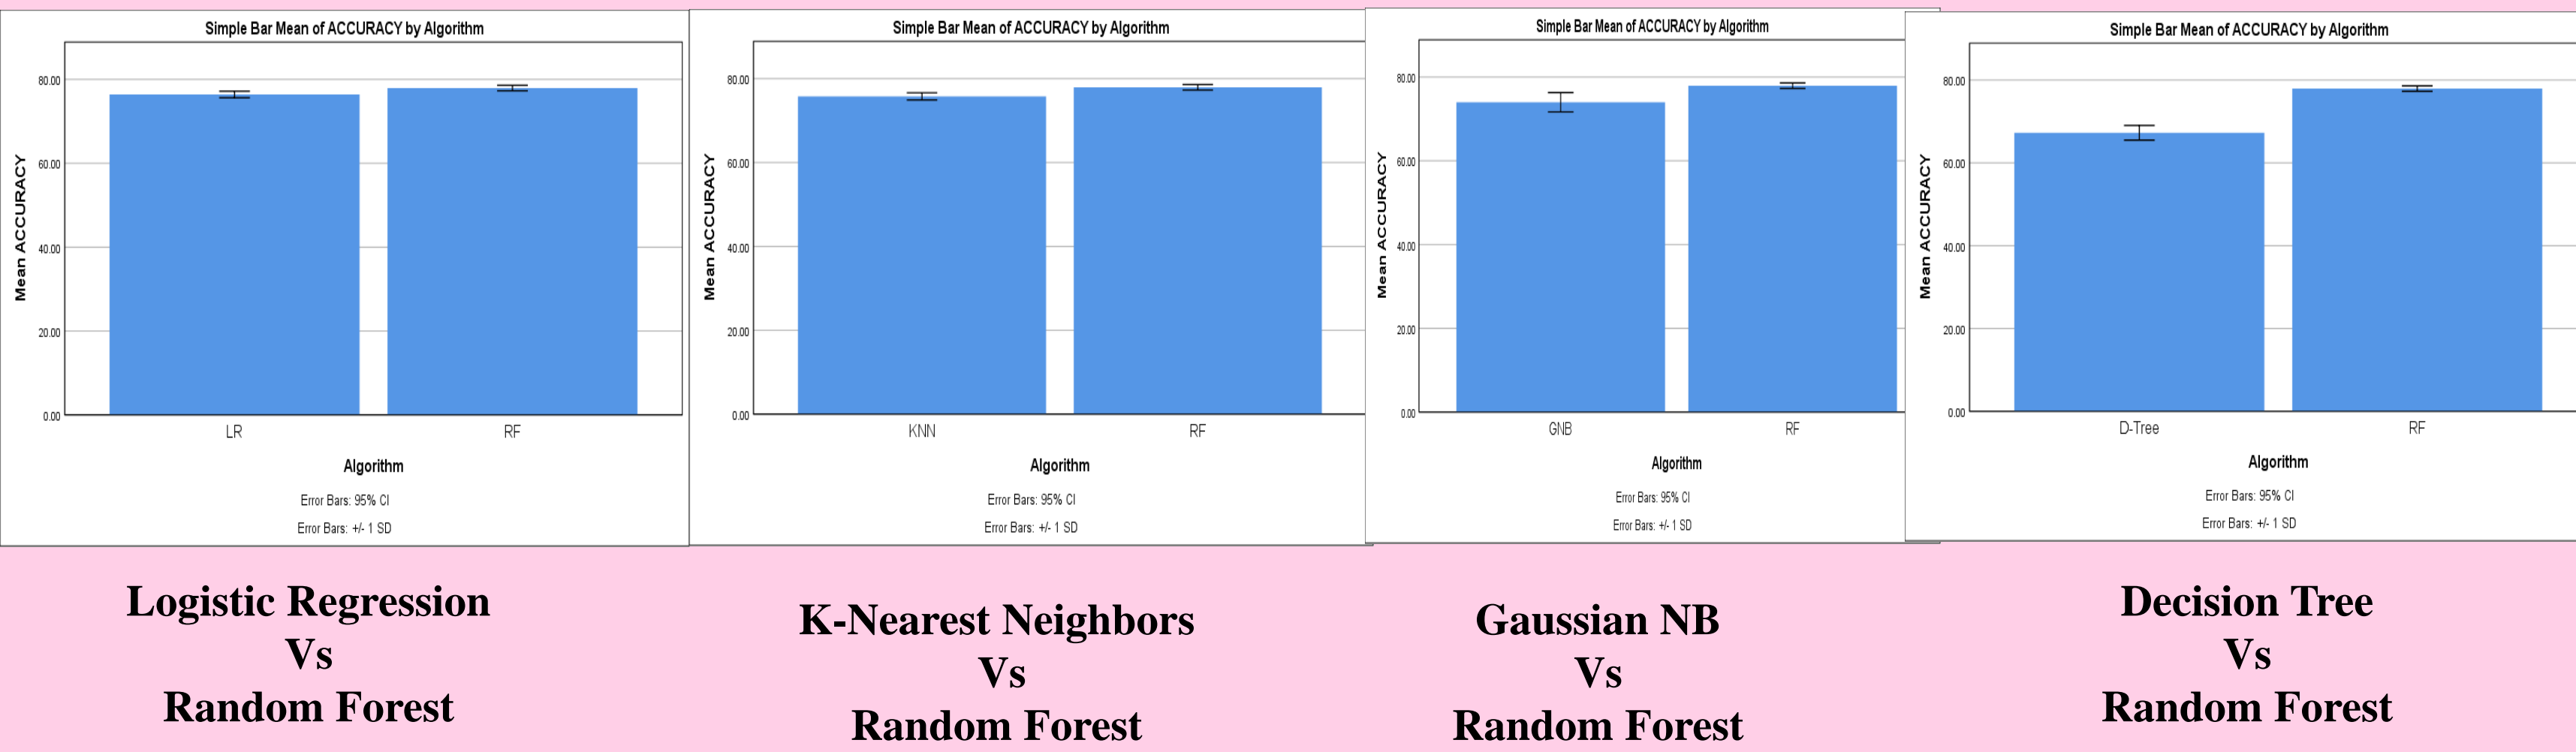 Simple Bar Mean of ACCURACY by Algorithm
Mean ACCURACY
80.00
60.00
40.00
20.00
0.00
LR
RF
Algorithm
Error Bars: 95% CI
Error Bars: +/- 1 SD
Logistic Regression
Vs
Random Forest
Simple Bar Mean of ACCURACY by Algorithm
Mean ACCURACY
80.00
60.00
40.00
20.00
0.00
KNN
RF
Algorithm
Error Bars: 95% CI
Error Bars: +/- 1 SD
K-Nearest Neighbors
Vs
Random Forest
Simple Bar Mean of ACCURACY by Algorithm
Mean ACCURACY
80.00
60.00
40.00
20.00
0.00
GNB
RF
Algorithm
Error Bars: 95% CI
Error Bars: +/- 1 SD
Gaussian NB
Vs
Random Forest
Simple Bar Mean of ACCURACY by Algorithm
Mean ACCURACY
80.00
60.00
40.00
20.00
0.00
D-Tree
RF
Algorithm
Error Bars: 95% CI
Error Bars: +/- 1 SD
Decision Tree
Vs
Random Forest